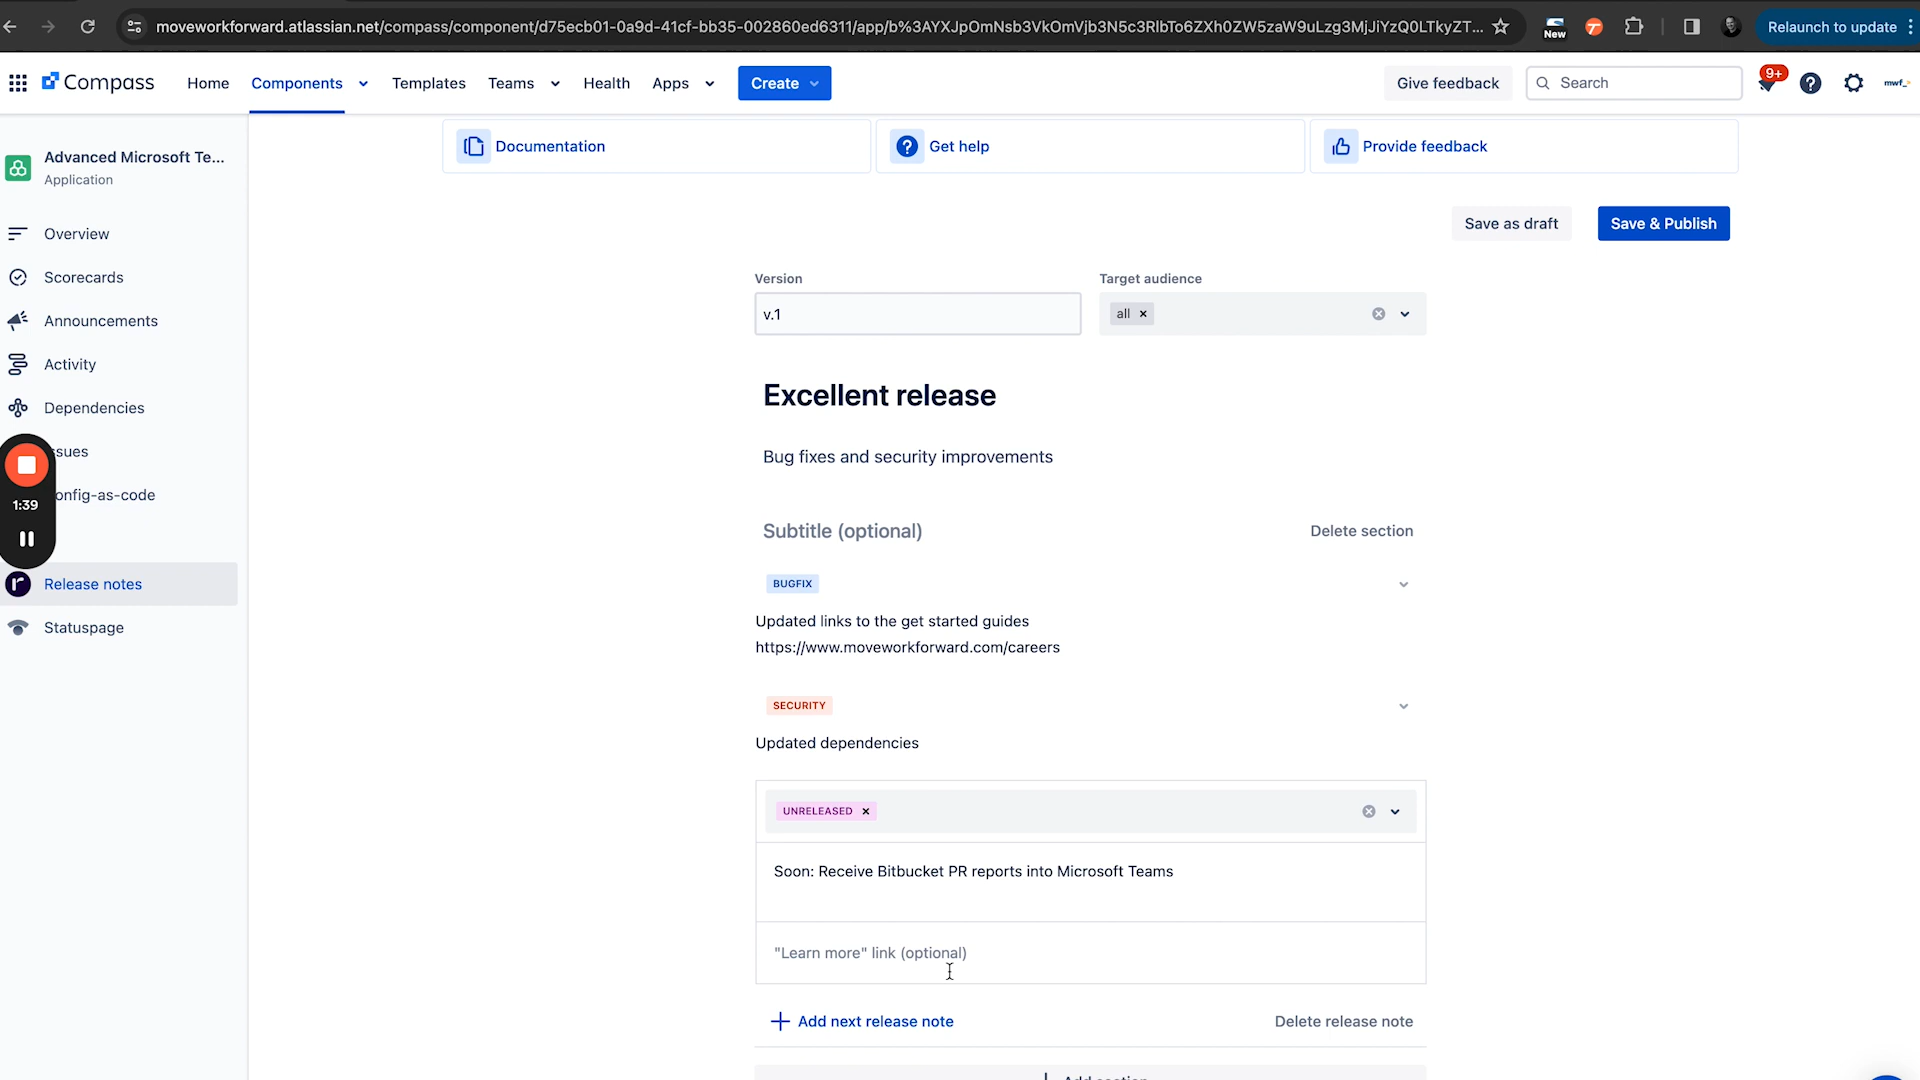 moveworkforward.atlassian.net/compass/component/d75ecb01-0a9d-41cf-bb35-002860ed6311/app/b%3AYXJpOmNsb3VkOmVjb3N5c3RlbTo6ZXh0ZW5zaW9uLzg3MjJiYzQ0LTkyZT...
New
Relaunch to update
Compass
Home
Components
Templates
Teams
Health
Apps
Create
Give feedback
Search
9+
mwf_>
Advanced Microsoft Te...
Application
Documentation
Get help
Provide feedback
Overview
Scorecards
Announcements
Activity
Dependencies
ssues
onfig-as-code
1:39
Release notes
Statuspage
Save as draft
Save & Publish
Version
Target audience
v.1
all
Excellent release
Bug fixes and security improvements
Subtitle (optional)
Delete section
BUGFIX
Updated links to the get started guides
https://www.moveworkforward.com/careers
SECURITY
Updated dependencies
UNRELEASED
Soon: Receive Bitbucket PR reports into Microsoft Teams
"Learn more" link (optional)
Add next release note
Delete release note
Add section